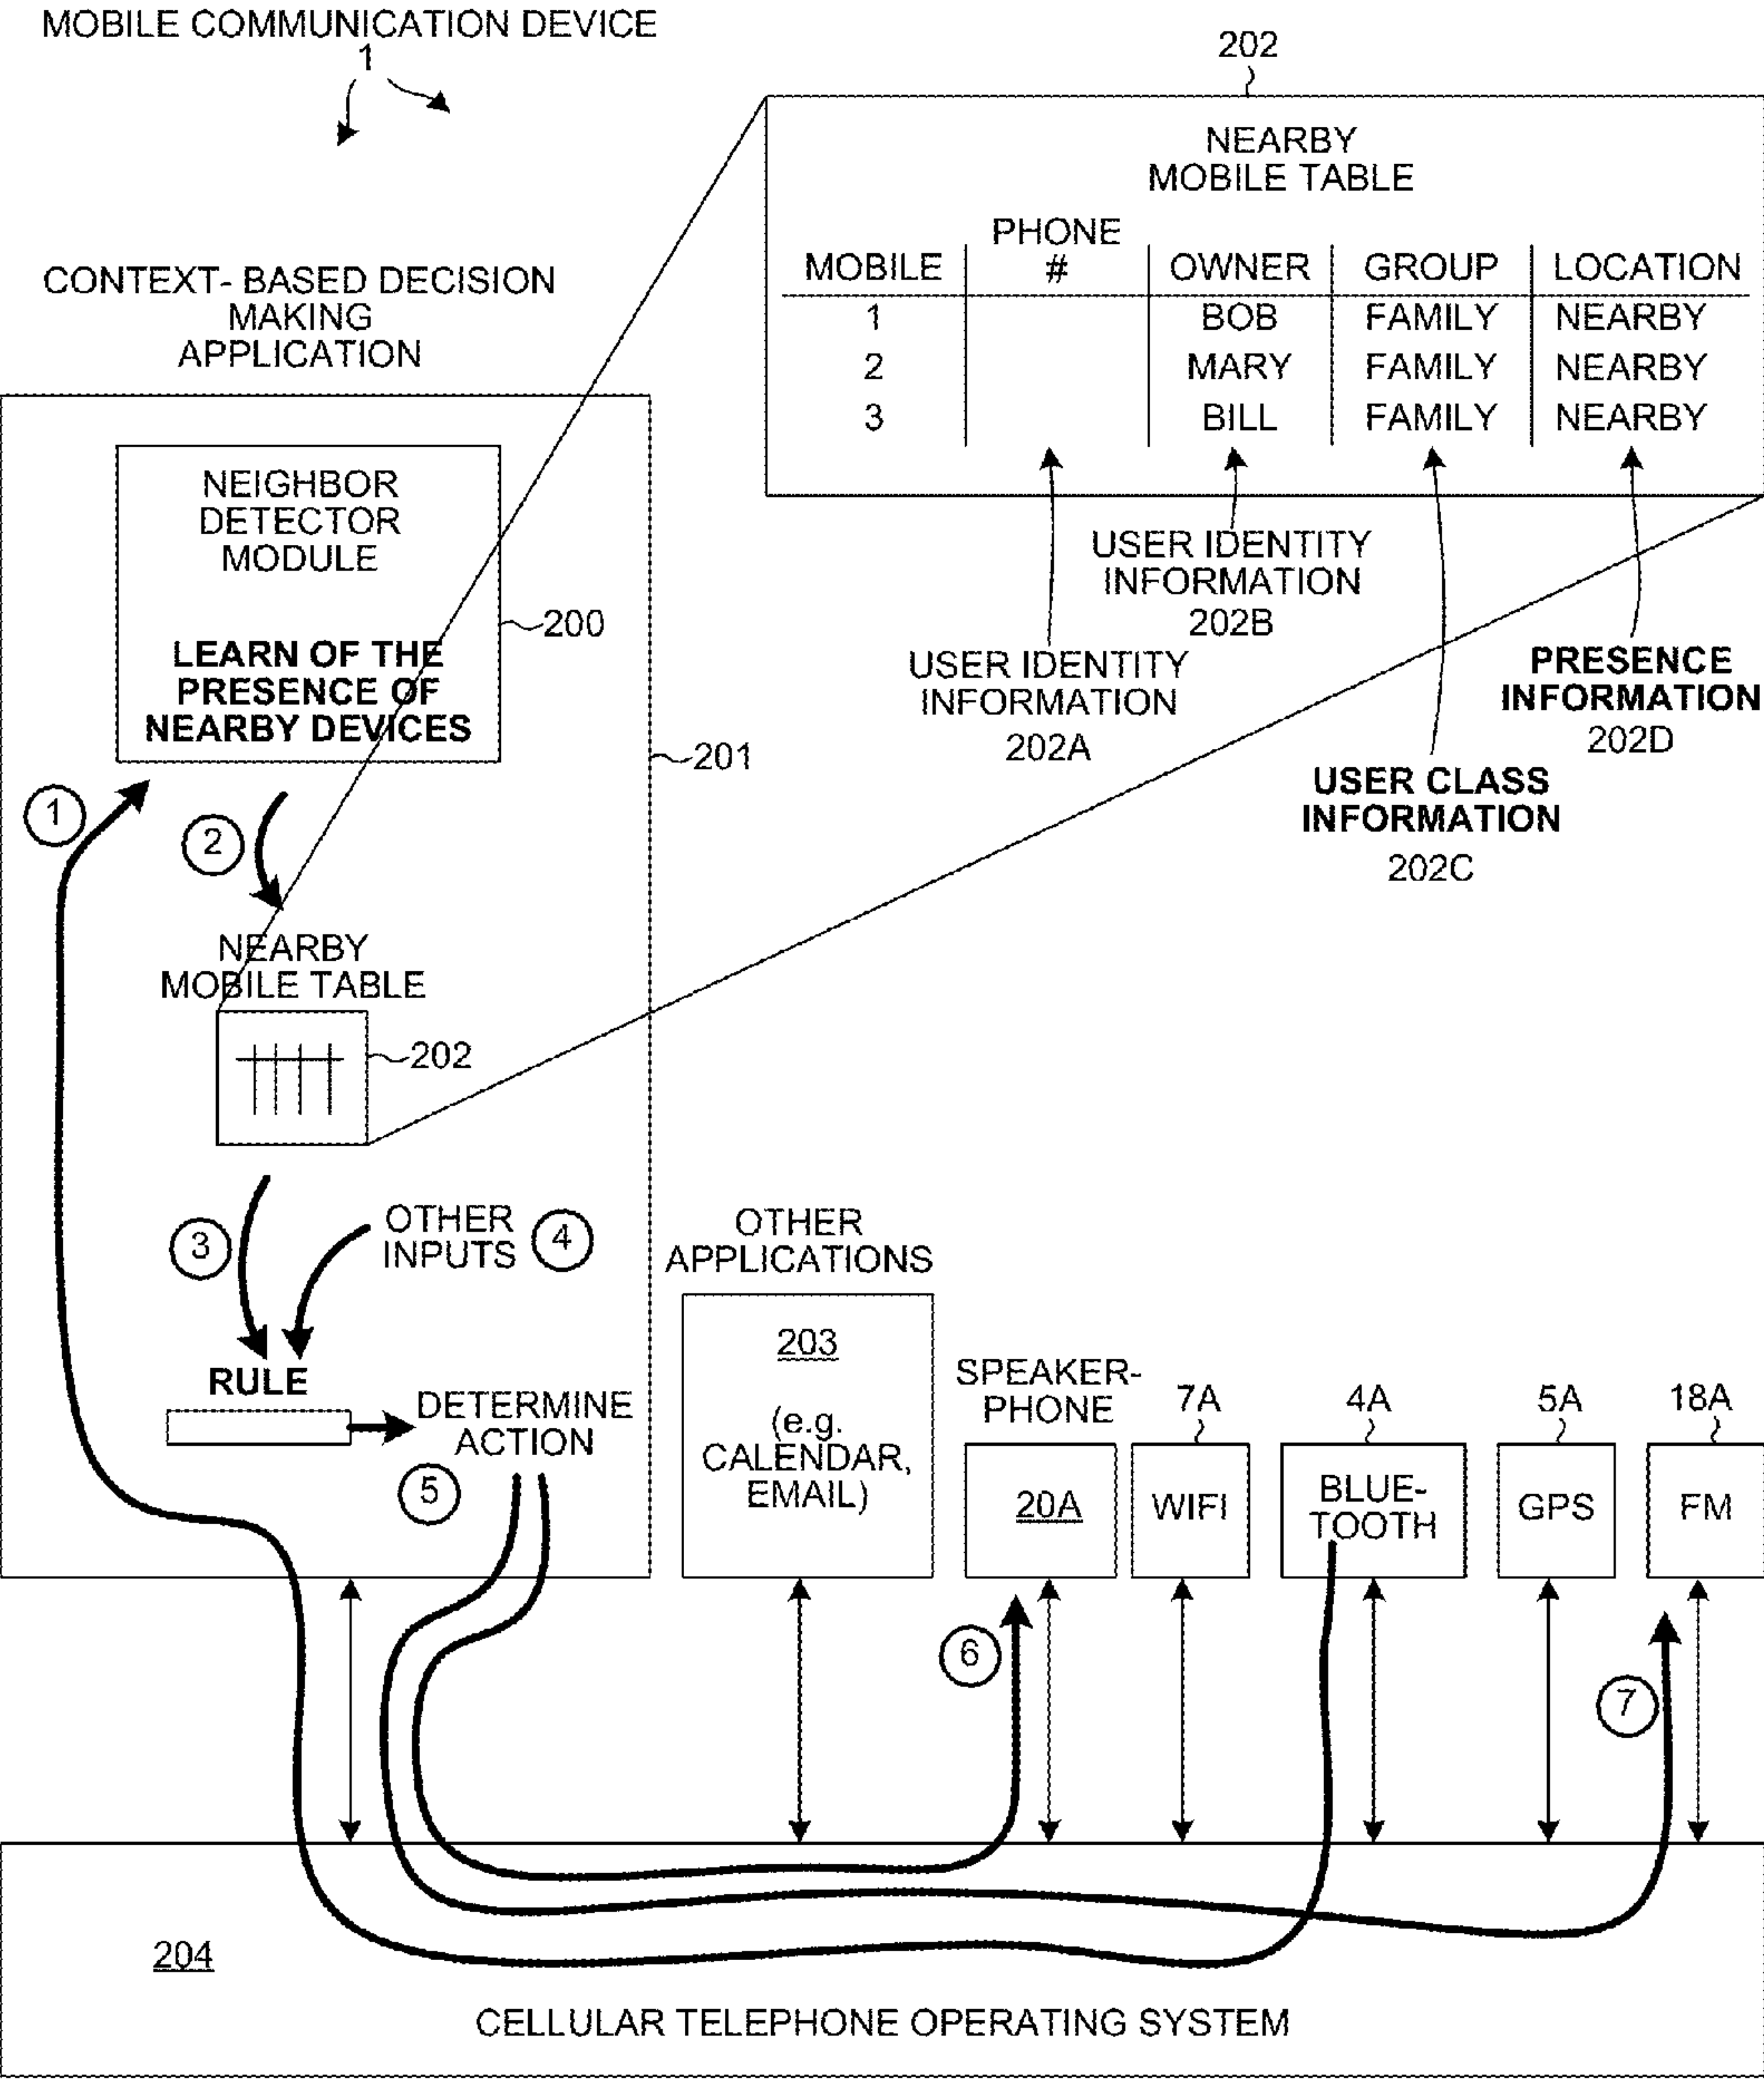 MOBILE COMMUNICATION DEVICE
1
202
NEARBY
MOBILE TABLE
MOBILE PHONE # OWNER GROUP LOCATION
1 BOB FAMILY NEARBY
2 MARY FAMILY NEARBY
3 BILL FAMILY NEARBY
USER IDENTITY
INFORMATION
202A
USER IDENTITY
INFORMATION
202B
USER CLASS
INFORMATION
202C
PRESENCE
INFORMATION
202D
CONTEXT- BASED DECISION
MAKING
APPLICATION
NEIGHBOR
DETECTOR
MODULE
LEARN OF THE
PRESENCE OF
NEARBY DEVICES
200
201
1
2
NEARBY
MOBILE TABLE
202
3
OTHER
INPUTS
4
RULE
DETERMINE
ACTION
5
OTHER
APPLICATIONS
203
(e.g.
CALENDAR,
EMAIL)
SPEAKER-
PHONE
20A
7A
WIFI
4A
BLUE-
TOOTH
5A
GPS
18A
FM
6
7
204
CELLULAR TELEPHONE OPERATING SYSTEM